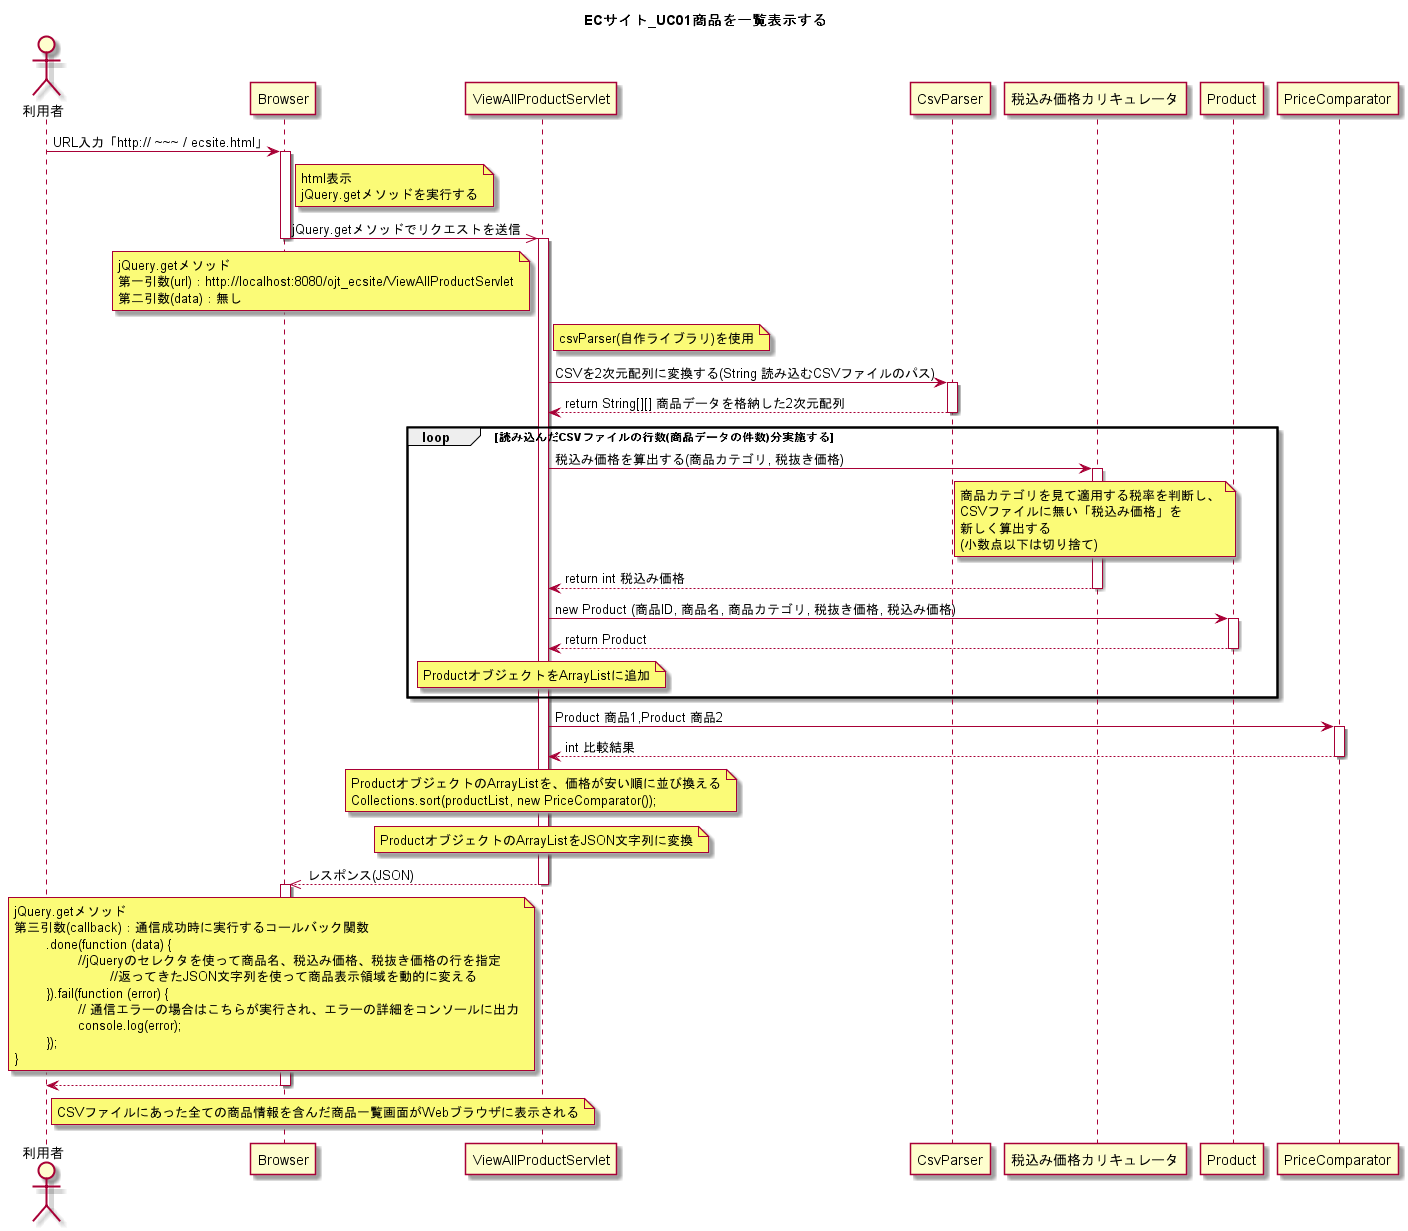 ECサイト_UC01商品を一覧表示する
利用者
Browser
ViewAllProductServlet
CsvParser
税込み価格カリキュレータ
Product
PriceComparator
URL入力「http:// ~~~ / ecsite.html」
html表示
jQuery.getメソッドを実行する
jQuery.getメソッドでリクエストを送信
jQuery.getメソッド
第一引数(url)：http://localhost:8080/ojt_ecsite/ViewAllProductServlet
第二引数(data)：無し
csvParser(自作ライブラリ)を使用
CSVを2次元配列に変換する(String 読み込むCSVファイルのパス)
return String[][] 商品データを格納した2次元配列
loop
[読み込んだCSVファイルの行数(商品データの件数)分実施する]
税込み価格を算出する(商品カテゴリ, 税抜き価格)
商品カテゴリを見て適用する税率を判断し、
CSVファイルに無い「税込み価格」を
新しく算出する
(小数点以下は切り捨て)
return int 税込み価格
new Product (商品ID, 商品名, 商品カテゴリ, 税抜き価格, 税込み価格)
return Product
ProductオブジェクトをArrayListに追加
Product 商品1,Product 商品2
int 比較結果
ProductオブジェクトのArrayListを、価格が安い順に並び換える
Collections.sort(productList, new PriceComparator());
ProductオブジェクトのArrayListをJSON文字列に変換
レスポンス(JSON)
jQuery.getメソッド
第三引数(callback)：通信成功時に実行するコールバック関数
.done(function (data) {
//jQueryのセレクタを使って商品名、税込み価格、税抜き価格の行を指定
//返ってきたJSON文字列を使って商品表示領域を動的に変える
}).fail(function (error) {
// 通信エラーの場合はこちらが実行され、エラーの詳細をコンソールに出力
console.log(error);
});
}
CSVファイルにあった全ての商品情報を含んだ商品一覧画面がWebブラウザに表示される
利用者
Browser
ViewAllProductServlet
CsvParser
税込み価格カリキュレータ
Product
PriceComparator